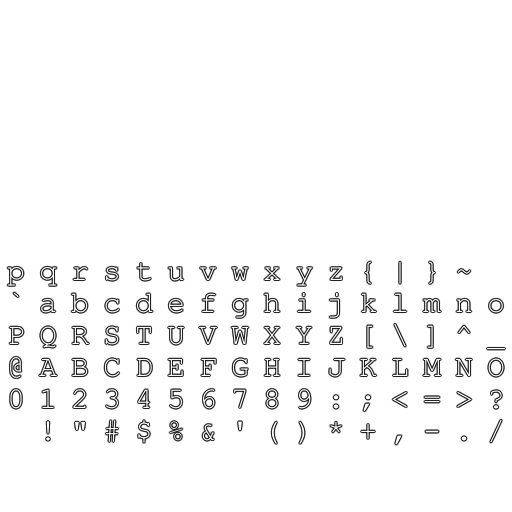 p q r s t u v w x y z { | } ~
` a b c d e f g h i j k l m n o
P Q R S T U V W X Y Z [ \ ] ^ _
@ A B C D E F G H I J K L M N O
0 1 2 3 4 5 6 7 8 9 : ; < = > ?
! " # $ % & ' ( ) * + , - . /